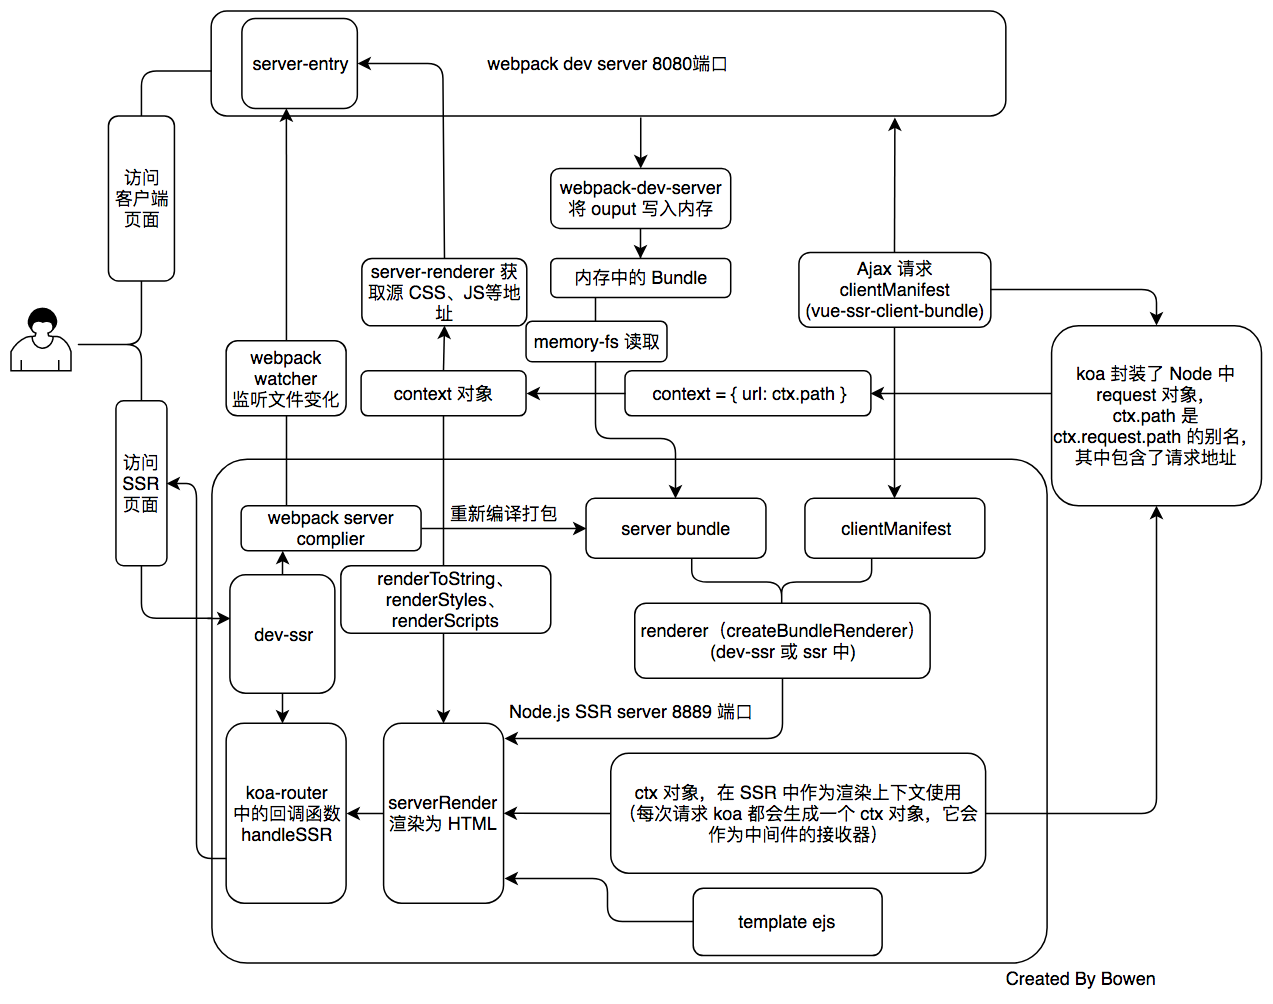 server-entry
webpack dev server 8080端口
访问
客户端
页面
webpack-dev-server
将 ouput 写入内存
server-renderer 获
取源 CSS、JS等地
址
内存中的 Bundle
Ajax 请求
clientManifest
(vue-ssr-client-bundle)
memory-fs 读取
webpack
watcher
监听文件变化
context 对象
context = { url: ctx.path }
koa 封装了 Node 中
request 对象，
ctx.path 是
ctx.request.path 的别名，
其中包含了请求地址
访问
SSR
页面
webpack server
complier
重新编译打包
server bundle
clientManifest
renderToString、
renderStyles、
renderScripts
dev-ssr
renderer（createBundleRenderer）
(dev-ssr 或 ssr 中)
Node.js SSR server 8889 端口
koa-router
中的回调函数
handleSSR
serverRender
渲染为 HTML
ctx 对象，在 SSR 中作为渲染上下文使用
（每次请求 koa 都会生成一个 ctx 对象，它会
作为中间件的接收器）
template ejs
Created By Bowen